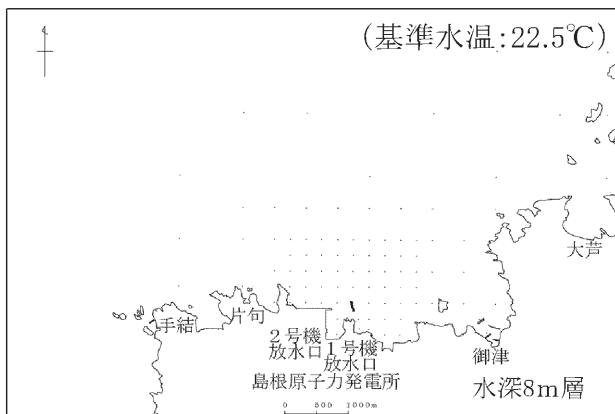 (基準水温:22.5℃)
大芦
手結
片句
2号機
放水口
1号機
放水口
御津
島根原子力発電所
水深8m層
0 500 1000m